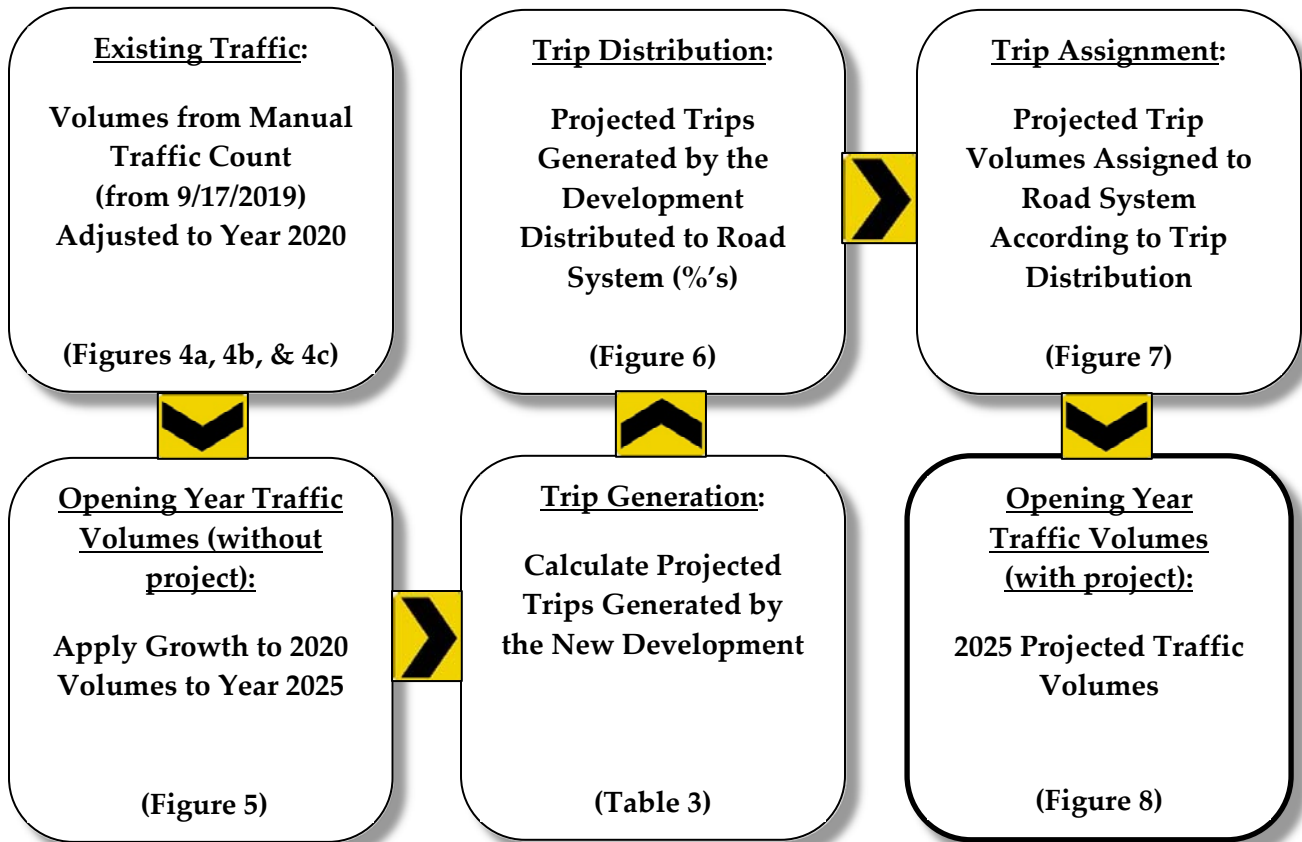 Existing Traffic:
Volumes from Manual
Traffic Count
(from 9/17/2019)
Adjusted to Year 2020
(Figures 4a, 4b, & 4c)
Opening Year Traffic
Volumes (without
project):
Apply Growth to 2020
Volumes to Year 2025
(Figure 5)
Trip Generation:
Calculate Projected
Trips Generated by
the New Development
(Table 3)
Trip Distribution:
Projected Trips
Generated by the
Development
Distributed to Road
System (%’s)
(Figure 6)
Trip Assignment:
Projected Trip
Volumes Assigned to
Road System
According to Trip
Distribution
(Figure 7)
Opening Year
Traffic Volumes
(with project):
2025 Projected Traffic
Volumes
(Figure 8)